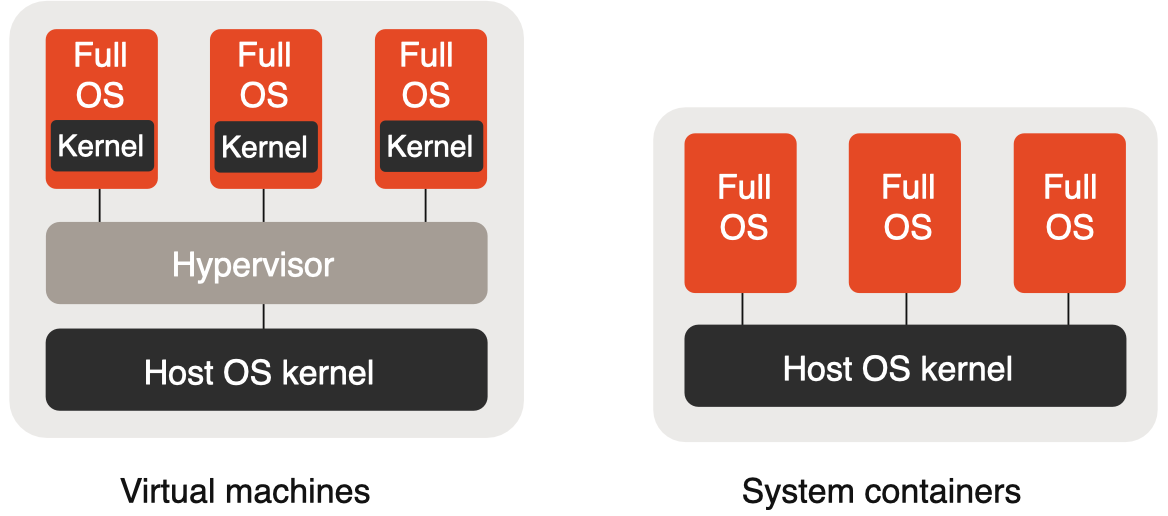 Full
OS
Kernel
Full
OS
Kernel
Full
OS
Kernel
Hypervisor
Host OS kernel
Virtual machines
Full
OS
Full
OS
Full
OS
Host OS kernel
System containers